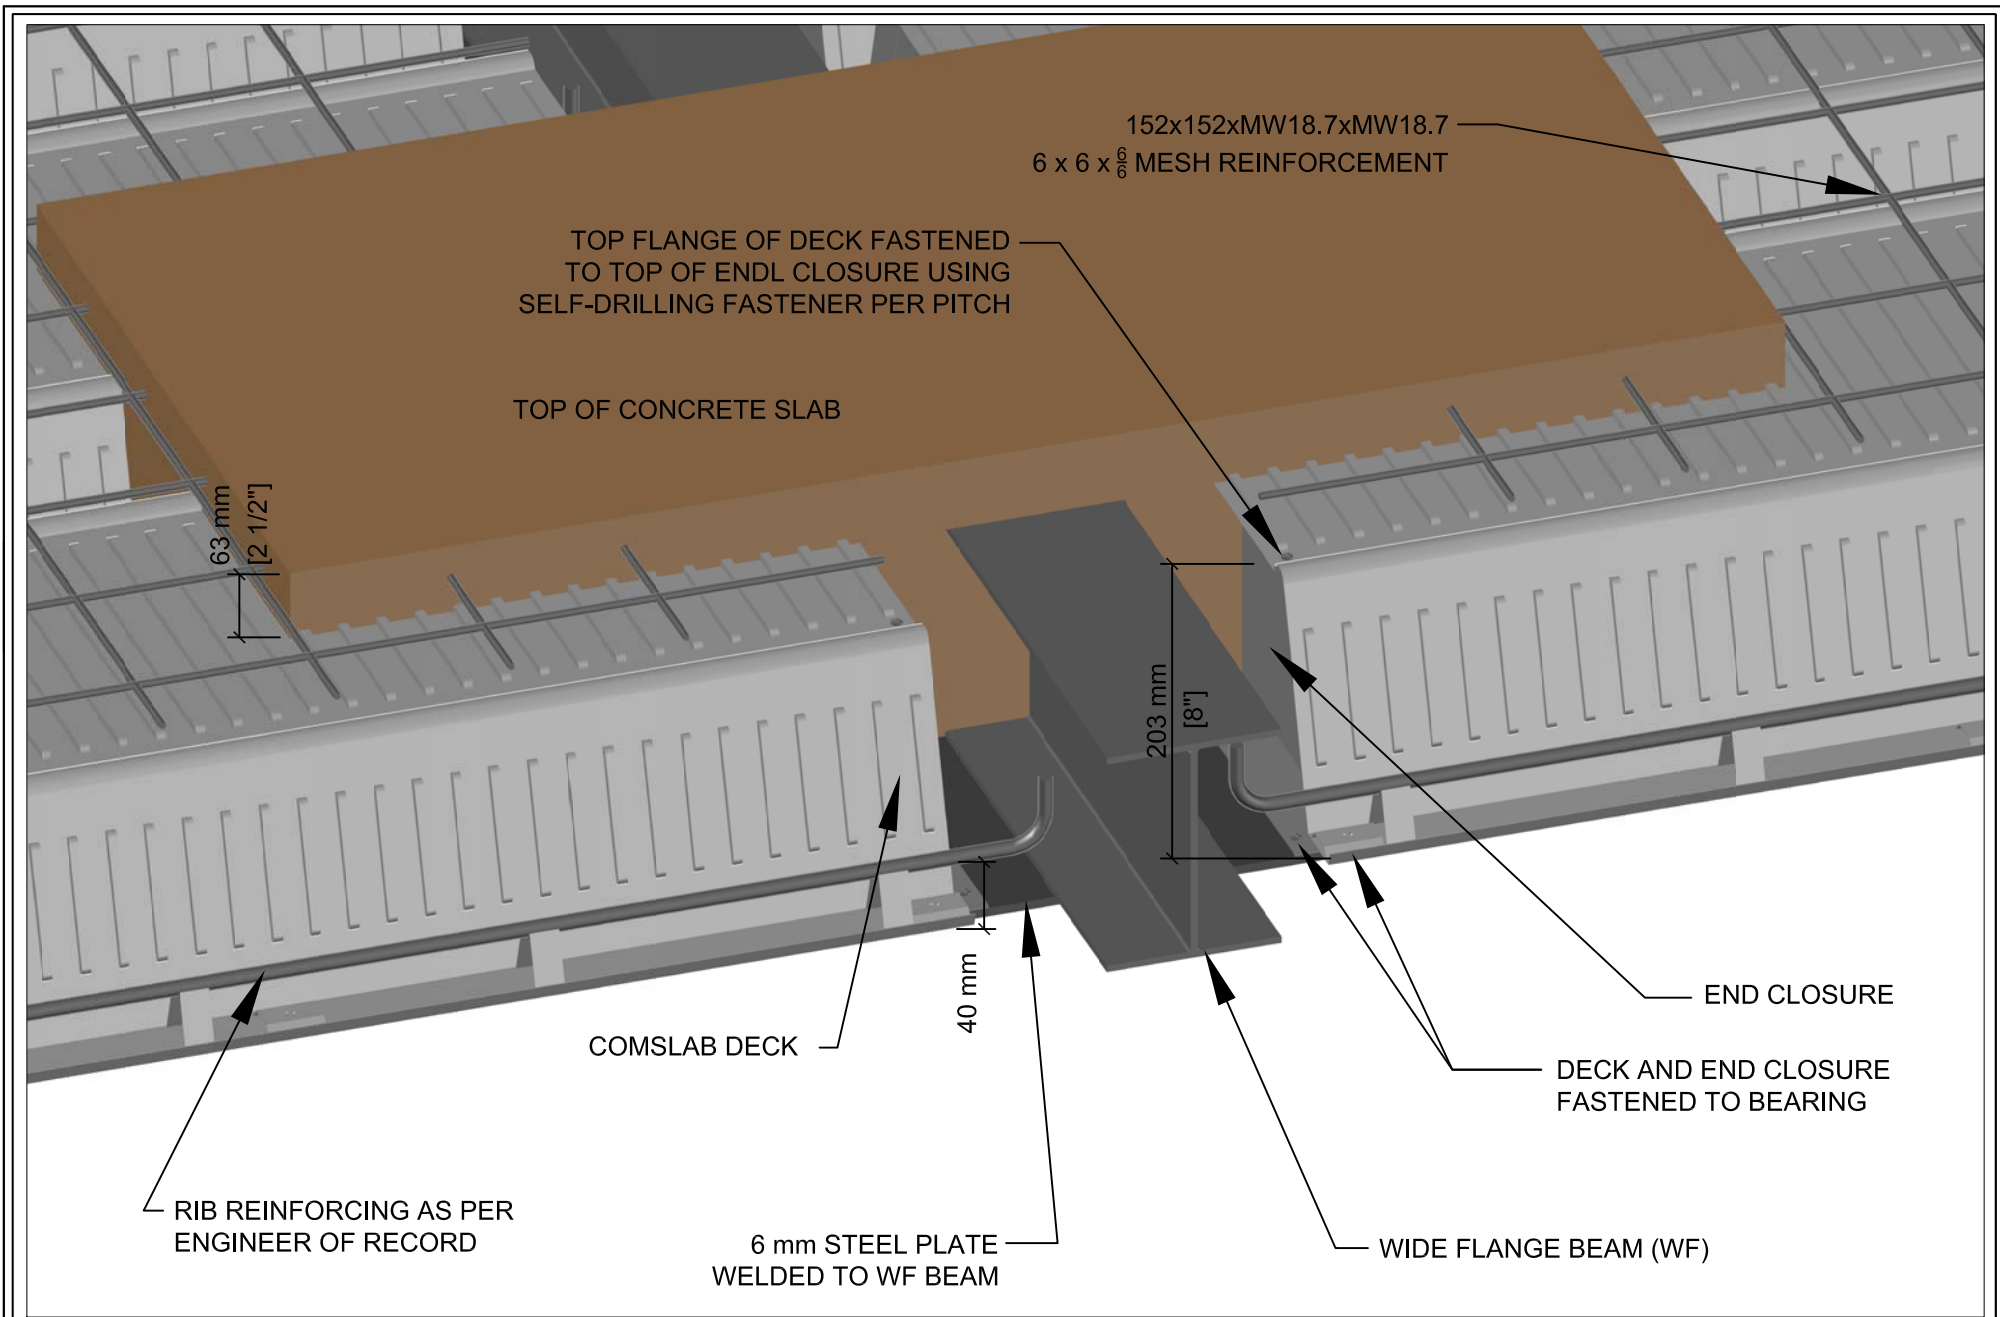 152x152xMW18.7xMW18.7
6 x 6 x 6/6 MESH REINFORCEMENT
TOP FLANGE OF DECK FASTENED
TO TOP OF ENDL CLOSURE USING
SELF-DRILLING FASTENER PER PITCH
TOP OF CONCRETE SLAB
63 mm
[2 1/2"]
203 mm
[8"]
40 mm
END CLOSURE
COMSLAB DECK
DECK AND END CLOSURE
FASTENED TO BEARING
RIB REINFORCING AS PER
ENGINEER OF RECORD
6 mm STEEL PLATE
WELDED TO WF BEAM
WIDE FLANGE BEAM (WF)